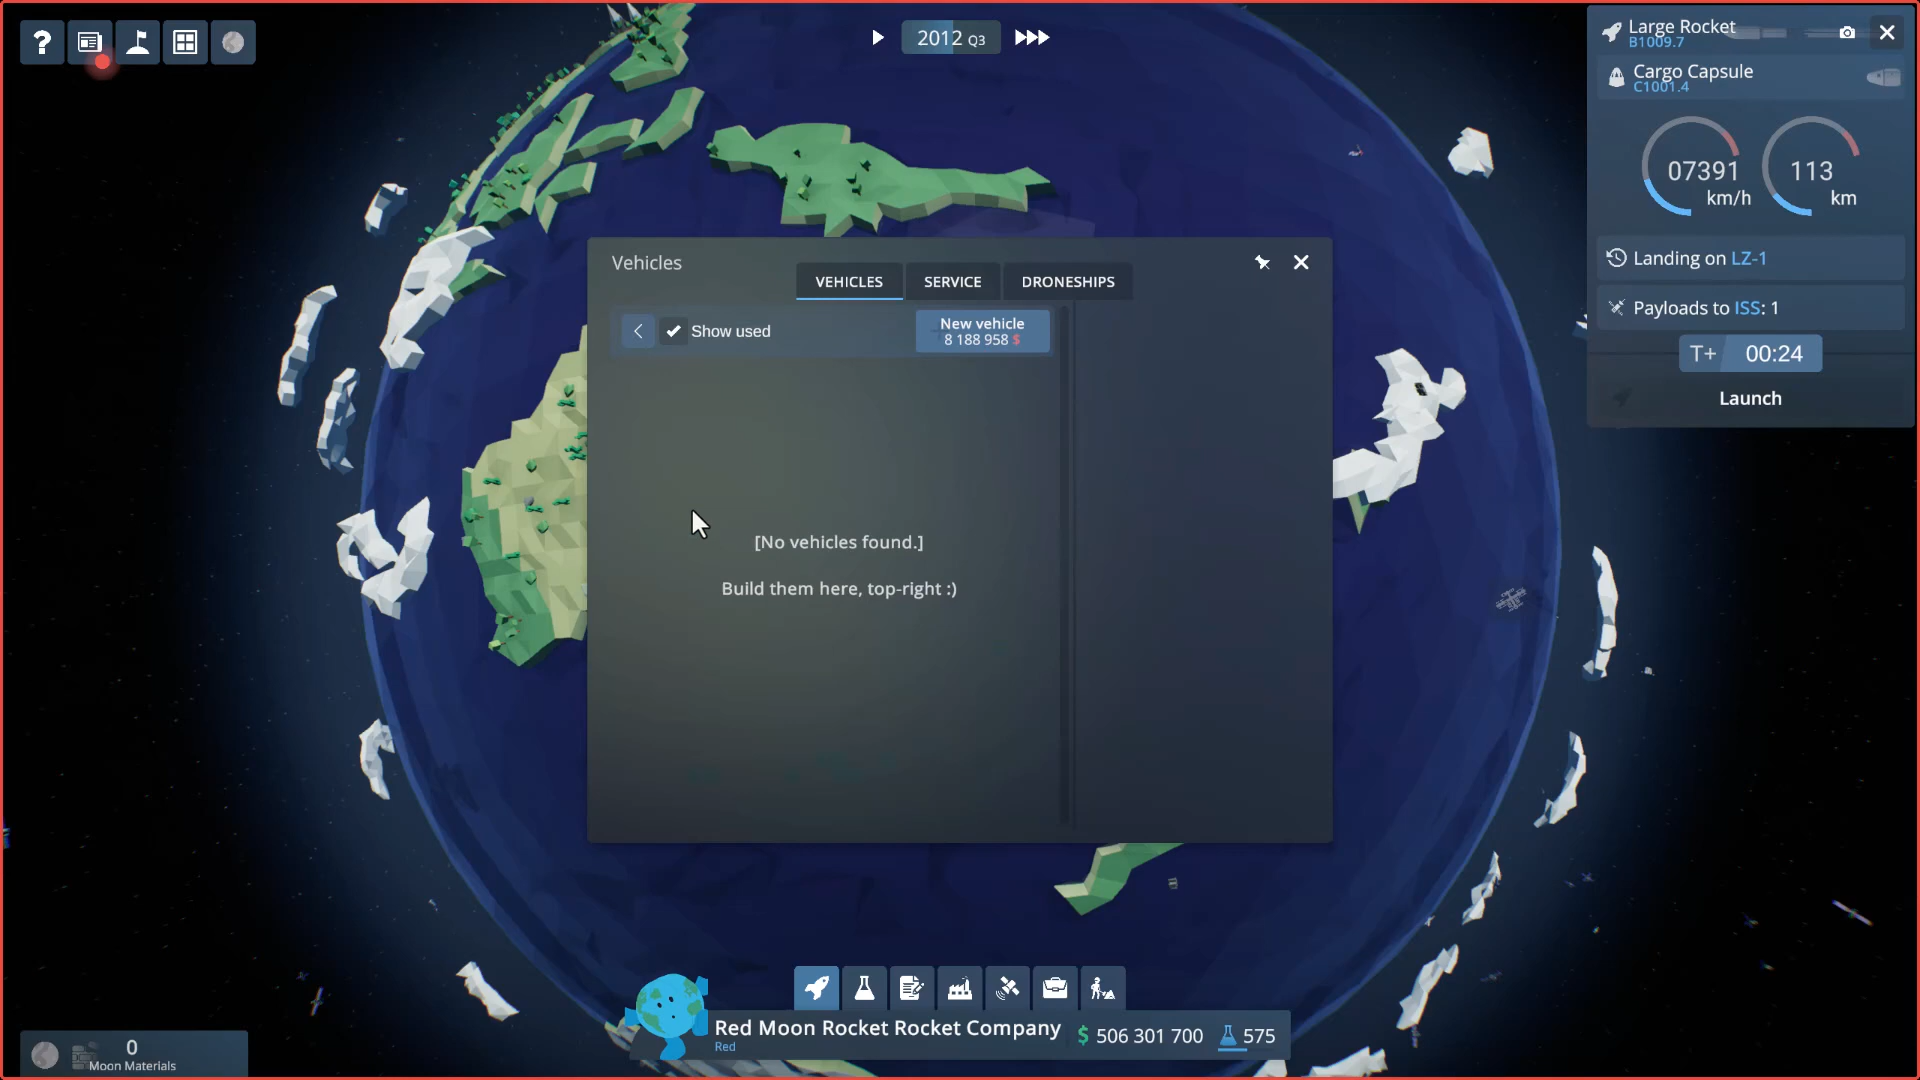 ?
2012 Q3
Large Rocket
B1009.7
Cargo Capsule
C1001.4
07391
km/h
113
km
Landing on LZ-1
Payloads to ISS: 1
T+ 00:24
Launch
Vehicles
VEHICLES
SERVICE
DRONESHIPS
Show used
New vehicle
8 188 958 $
[No vehicles found.]
Build them here, top-right :)
Red Moon Rocket Rocket Company
Red
$ 506 301 700
575
0
Moon Materials